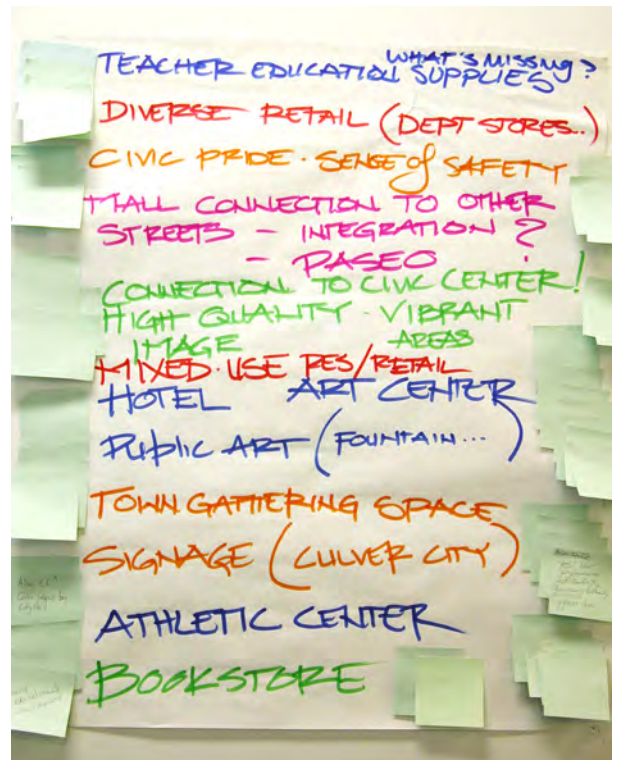 WHAT'S MISSING?
TEACHER EDUCATION SUPPLIES
DIVERSE RETAIL (DEPT STORES..)
CIVIC PRIDE · SENSE of SAFETY
MALL CONNECTION TO OTHER
STREETS - INTEGRATION ?
- PASEO
CONNECTION TO CIVIC CENTER!
HIGH QUALITY · VIBRANT
IMAGE AREAS
MIXED·USE RES/RETAIL
HOTEL ART CENTER
Public ART (FOUNTAIN...)
TOWN GATHERING SPACE
SIGNAGE (CULVER CITY)
ATHLETIC CENTER
BOOKSTORE